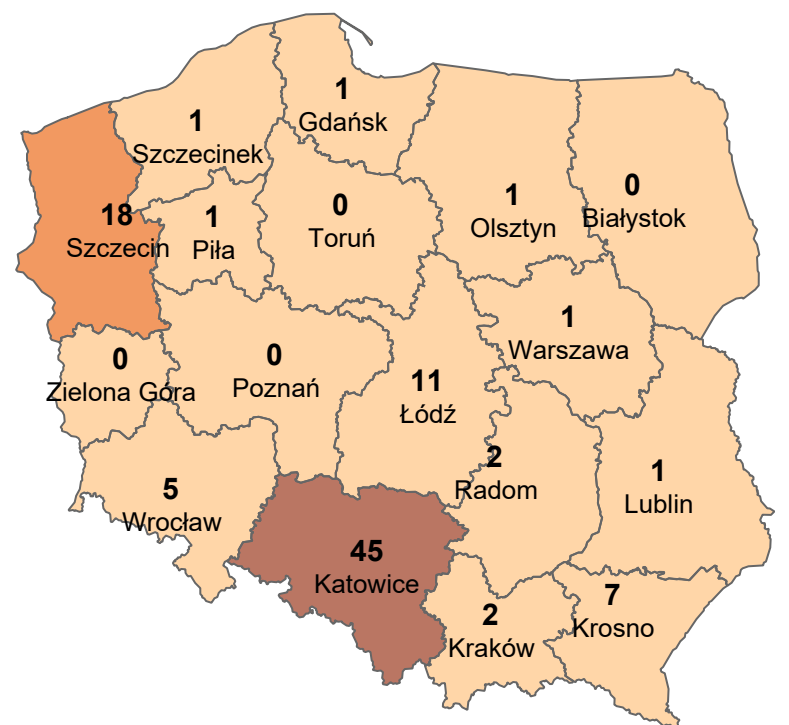 1
Gdańsk
1
Szczecinek
18
Szczecin
1
Piła
0
Toruń
1
Olsztyn
0
Białystok
1
Warszawa
0
Zielona Góra
0
Poznań
11
Łódź
2
Radom
1
Lublin
5
Wrocław
45
Katowice
2
Kraków
7
Krosno